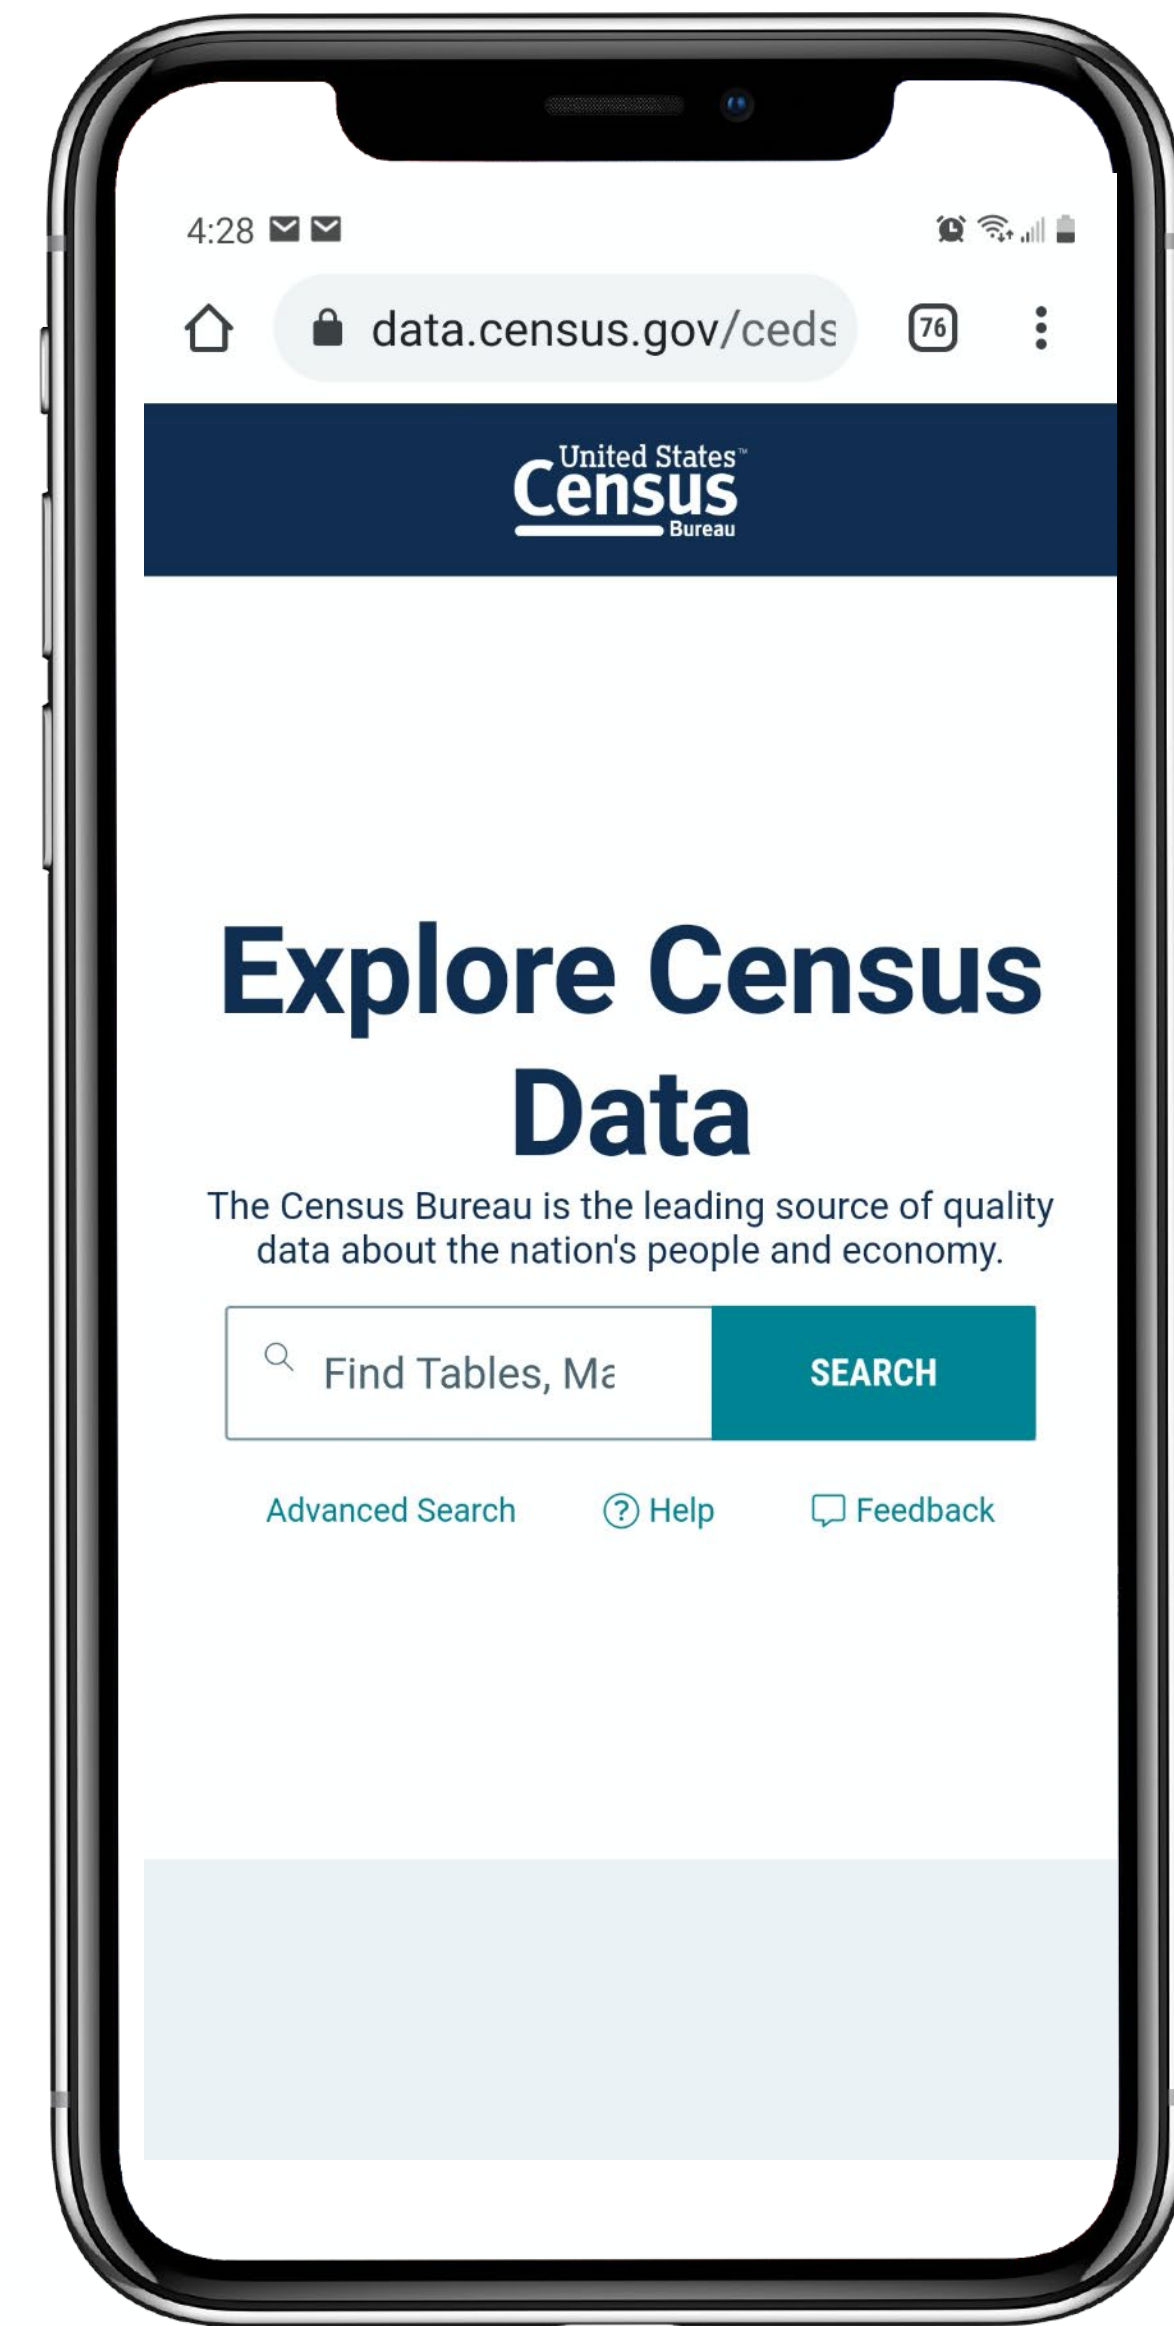 4:28
data.census.gov/ceds
76
United States™
Census
Bureau
Explore Census
Data
The Census Bureau is the leading source of quality
data about the nation's people and economy.
Find Tables, Ma
SEARCH
Advanced Search
Help
Feedback